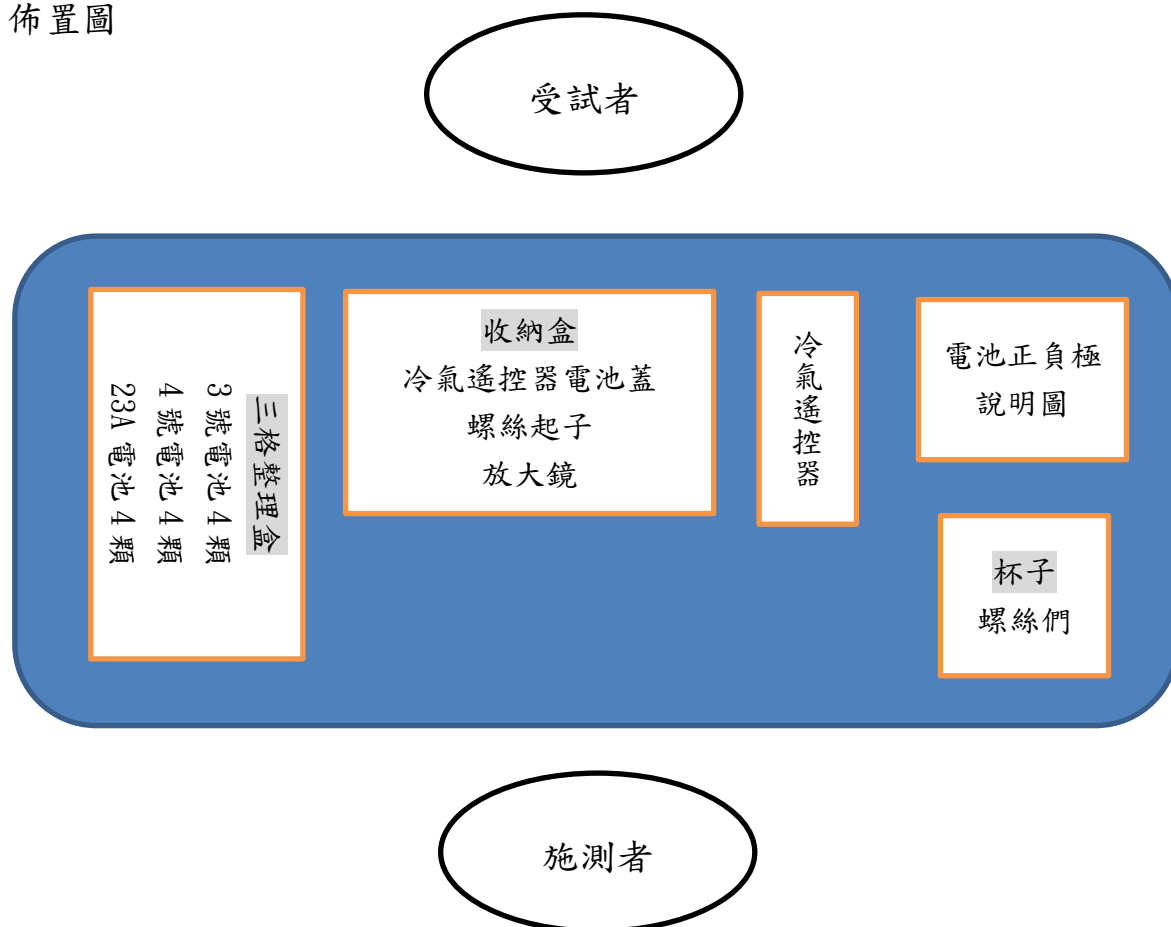 佈置圖
受試者
三格整理盒
3 號電池 4 顆
4 號電池 4 顆
23A 電池 4 顆
收納盒
冷氣遙控器電池蓋
螺絲起子
放大鏡
冷氣遙控器
電池正負極
說明圖
杯子
螺絲們
施測者